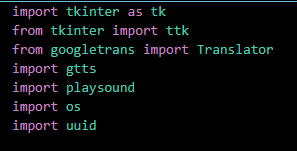 import tkinter as tk
from tkinter import ttk
from googletrans import Translator
import gtts
import playsound
import os
import uuid